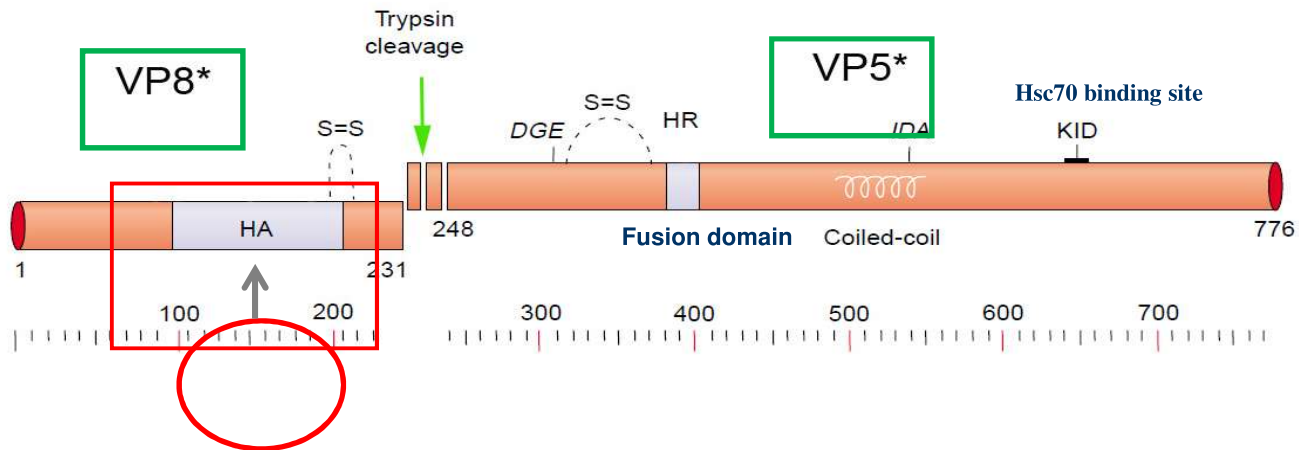 Trypsin
cleavage
VP8*
VP5*
Hsc70 binding site
S=S
S=S
DGE
HR
IDA
KID
HA
1
231
248
Fusion domain
Coiled-coil
776
100
200
300
400
500
600
700